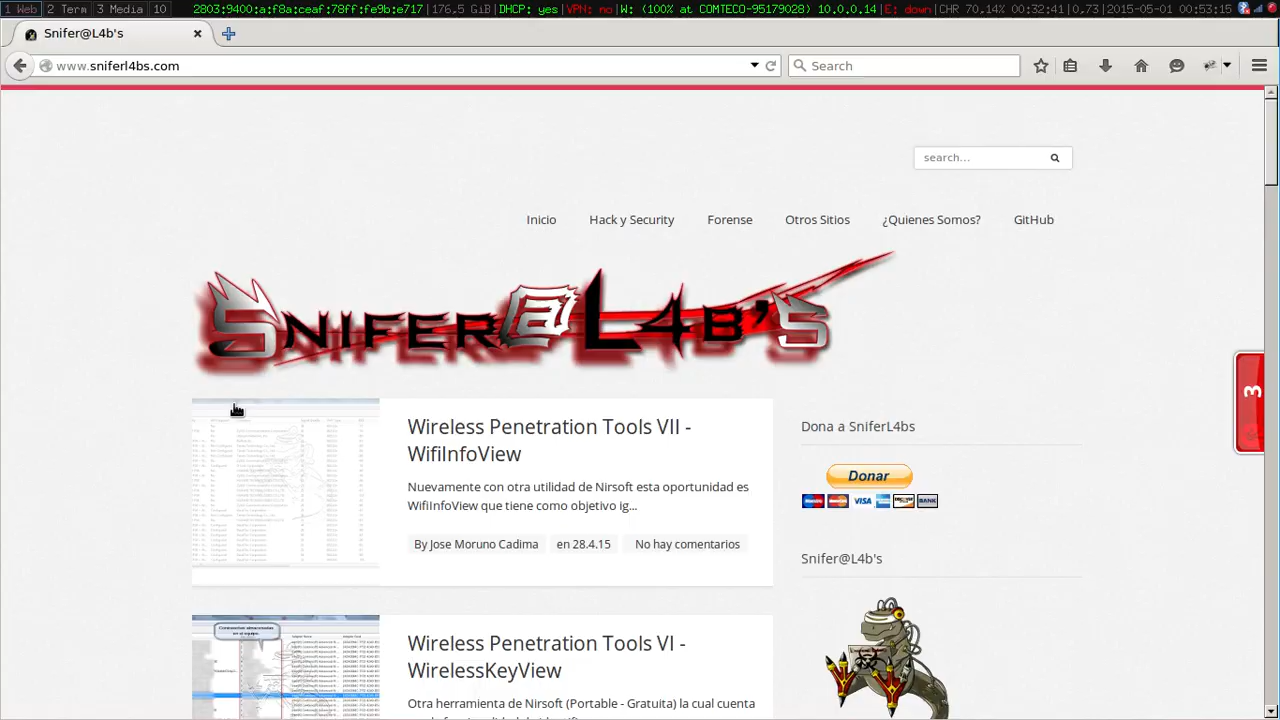 1 Web 2 Term 3 Media 10 2803:9400:a:f8a:ceaf:78ff:fe9b:e717|176.5 GiB|DHCP: yes|VPN: no|W: (100% at COMTECO-95179028) 10.0.0.14|E: down|CHR 70,14% 00:32:41|0,73|2015-05-01 00:53:15
Snifer@L4b's
www.sniferl4bs.com
Search
search...
Inicio Hack y Security Forense Otros Sitios ¿Quienes Somos? GitHub
Snifer@L4b's
3
Wireless Penetration Tools VII -
WifiInfoView
Nuevamente otra utilidad de Nirsoft en esta oportunidad es
WifiInfoView que tiene como objetivo ig...
By Jose Moruno Cadima en 28.4.15 No hay comentarios
Dona a SniferL4bs
Donar
VISA
BANK
Snifer@L4b's
Wireless Penetration Tools VI -
WirelessKeyView
Otra herramienta de NirSoft (Portable - Gratuita) la cual cuenta